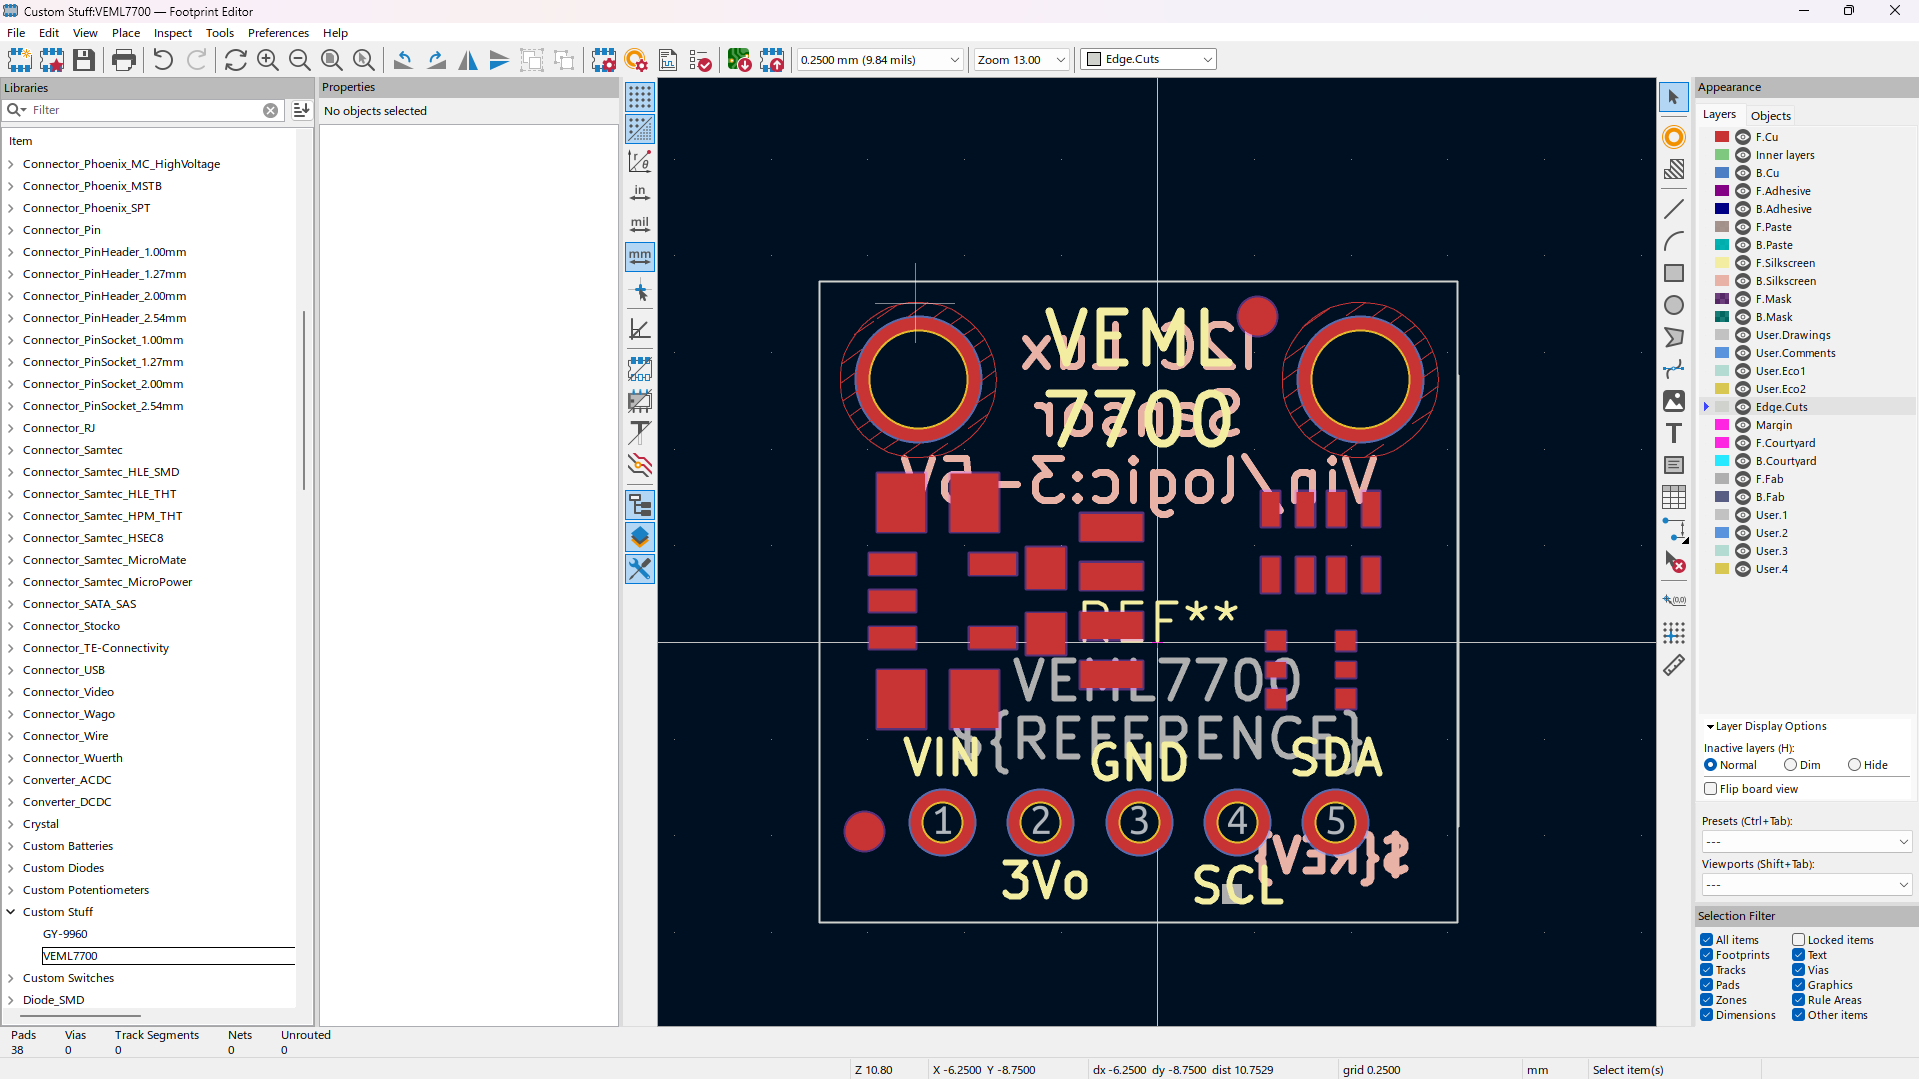 Custom Stuff:VEML7700 — Footprint Editor
File Edit View Place Inspect Tools Preferences Help
0.2500 mm (9.84 mils) Zoom 13.00 Edge.Cuts
Libraries
Filter
Item
Connector_Phoenix_MC_HighVoltage
Connector_Phoenix_MSTB
Connector_Phoenix_SPT
Connector_Pin
Connector_PinHeader_1.00mm
Connector_PinHeader_1.27mm
Connector_PinHeader_2.00mm
Connector_PinHeader_2.54mm
Connector_PinSocket_1.00mm
Connector_PinSocket_1.27mm
Connector_PinSocket_2.00mm
Connector_PinSocket_2.54mm
Connector_RJ
Connector_Samtec
Connector_Samtec_HLE_SMD
Connector_Samtec_HLE_THT
Connector_Samtec_HPM_THT
Connector_Samtec_HSEC8
Connector_Samtec_MicroMate
Connector_Samtec_MicroPower
Connector_SATA_SAS
Connector_Stocko
Connector_TE-Connectivity
Connector_USB
Connector_Video
Connector_Wago
Connector_Wire
Connector_Wuerth
Converter_ACDC
Converter_DCDC
Crystal
Custom Batteries
Custom Diodes
Custom Potentiometers
Custom Stuff
GY-9960
VEML7700
Custom Switches
Diode_SMD
Properties
No objects selected
in
mil
mm
VEML
I2C Lux
7700
Sensor
Vin/logic:3-5V
REF**
VEML7700
${REFERENCE}
VIN GND SDA
1 2 3 4 5
${REV}
3Vo SCL
(0,0)
Appearance
Layers Objects
F.Cu
Inner layers
B.Cu
F.Adhesive
B.Adhesive
F.Paste
B.Paste
F.Silkscreen
B.Silkscreen
F.Mask
B.Mask
User.Drawings
User.Comments
User.Eco1
User.Eco2
Edge.Cuts
Margin
F.Courtyard
B.Courtyard
F.Fab
B.Fab
User.1
User.2
User.3
User.4
Layer Display Options
Inactive layers (H):
Normal Dim Hide
Flip board view
Presets (Ctrl+Tab):
---
Viewports (Shift+Tab):
---
Selection Filter
All items Locked items
Footprints Text
Tracks Vias
Pads Graphics
Zones Rule Areas
Dimensions Other items
Pads Vias Track Segments Nets Unrouted
38 0 0 0 0
Z 10.80 X -6.2500 Y -8.7500 dx -6.2500 dy -8.7500 dist 10.7529 grid 0.2500 mm Select item(s)